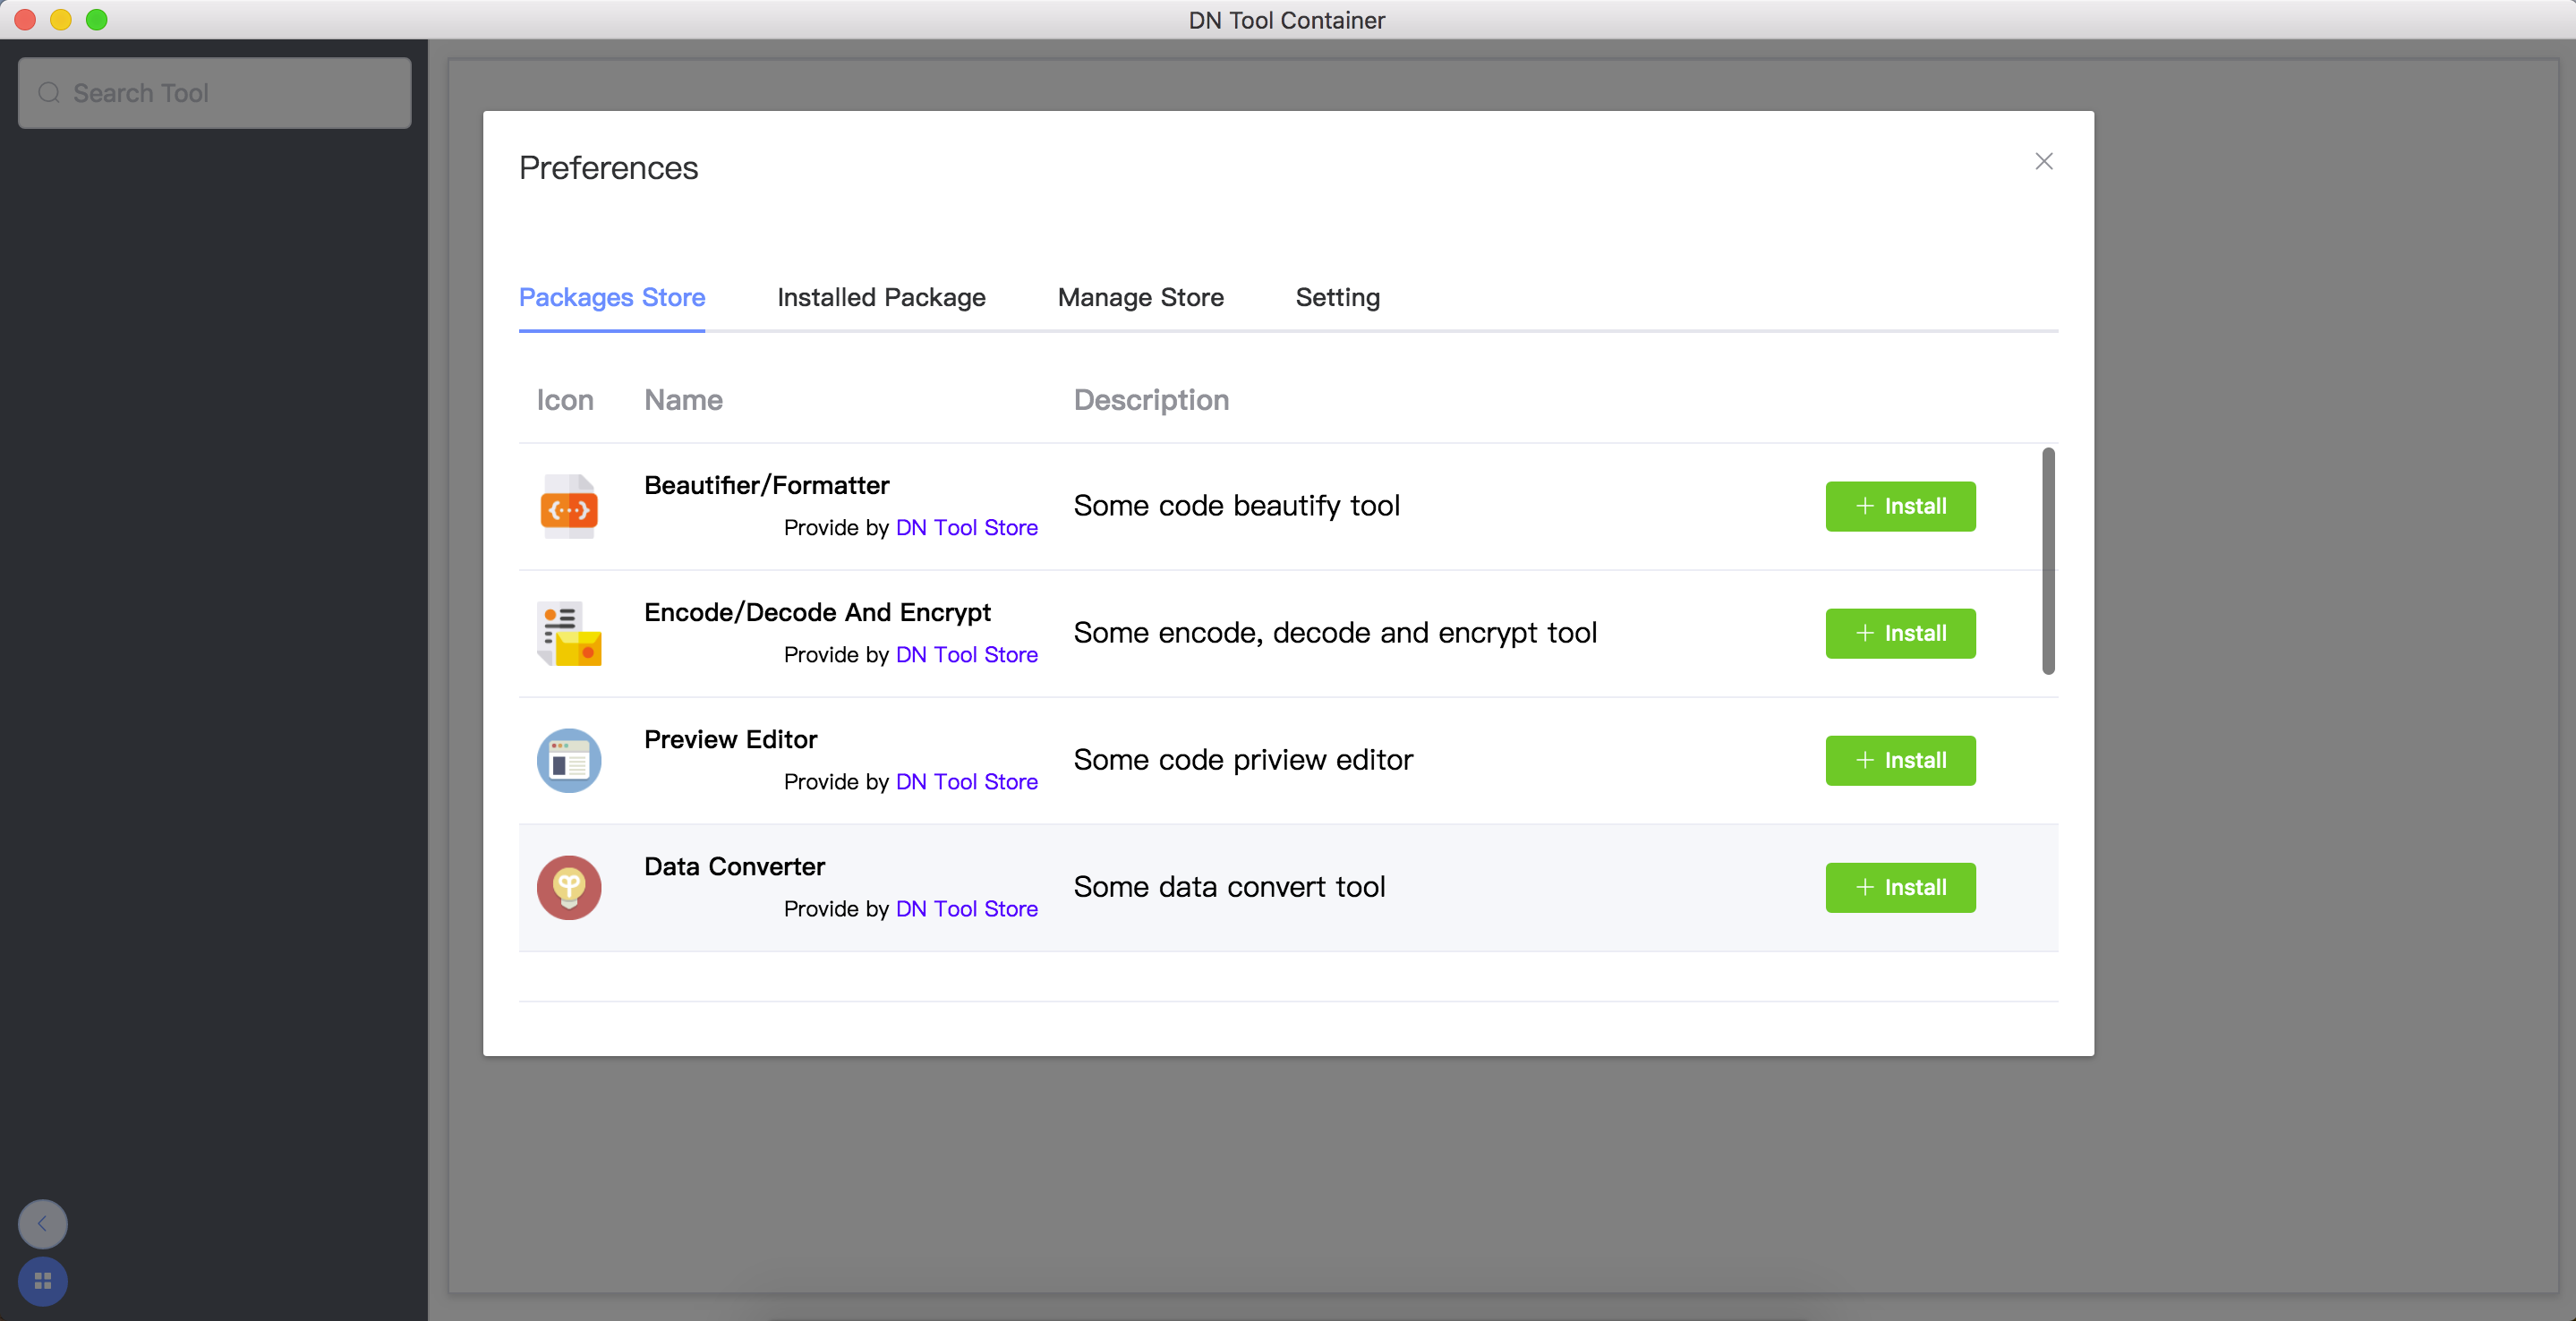 DN Tool Container
Search Tool
Preferences
Packages Store Installed Package Manage Store Setting
Icon Name Description
Beautifier/Formatter
Provide by DN Tool Store
Some code beautify tool
+ Install
Encode/Decode And Encrypt
Provide by DN Tool Store
Some encode, decode and encrypt tool
+ Install
Preview Editor
Provide by DN Tool Store
Some code priview editor
+ Install
Data Converter
Provide by DN Tool Store
Some data convert tool
+ Install